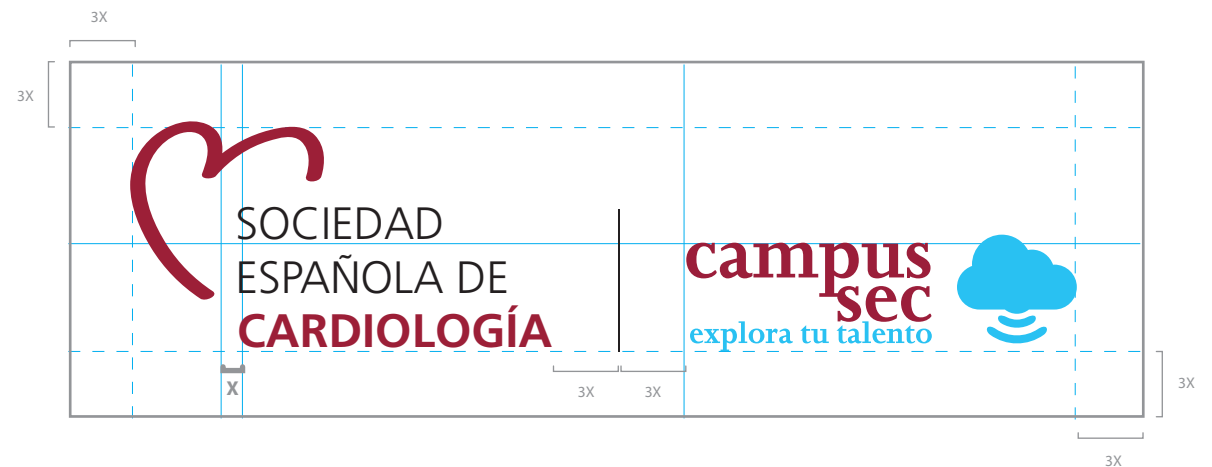 3X
3X
SOCIEDAD
ESPAÑOLA DE
CARDIOLOGÍA
campus
sec
explora tu talento
X
3X
3X
3X
3X